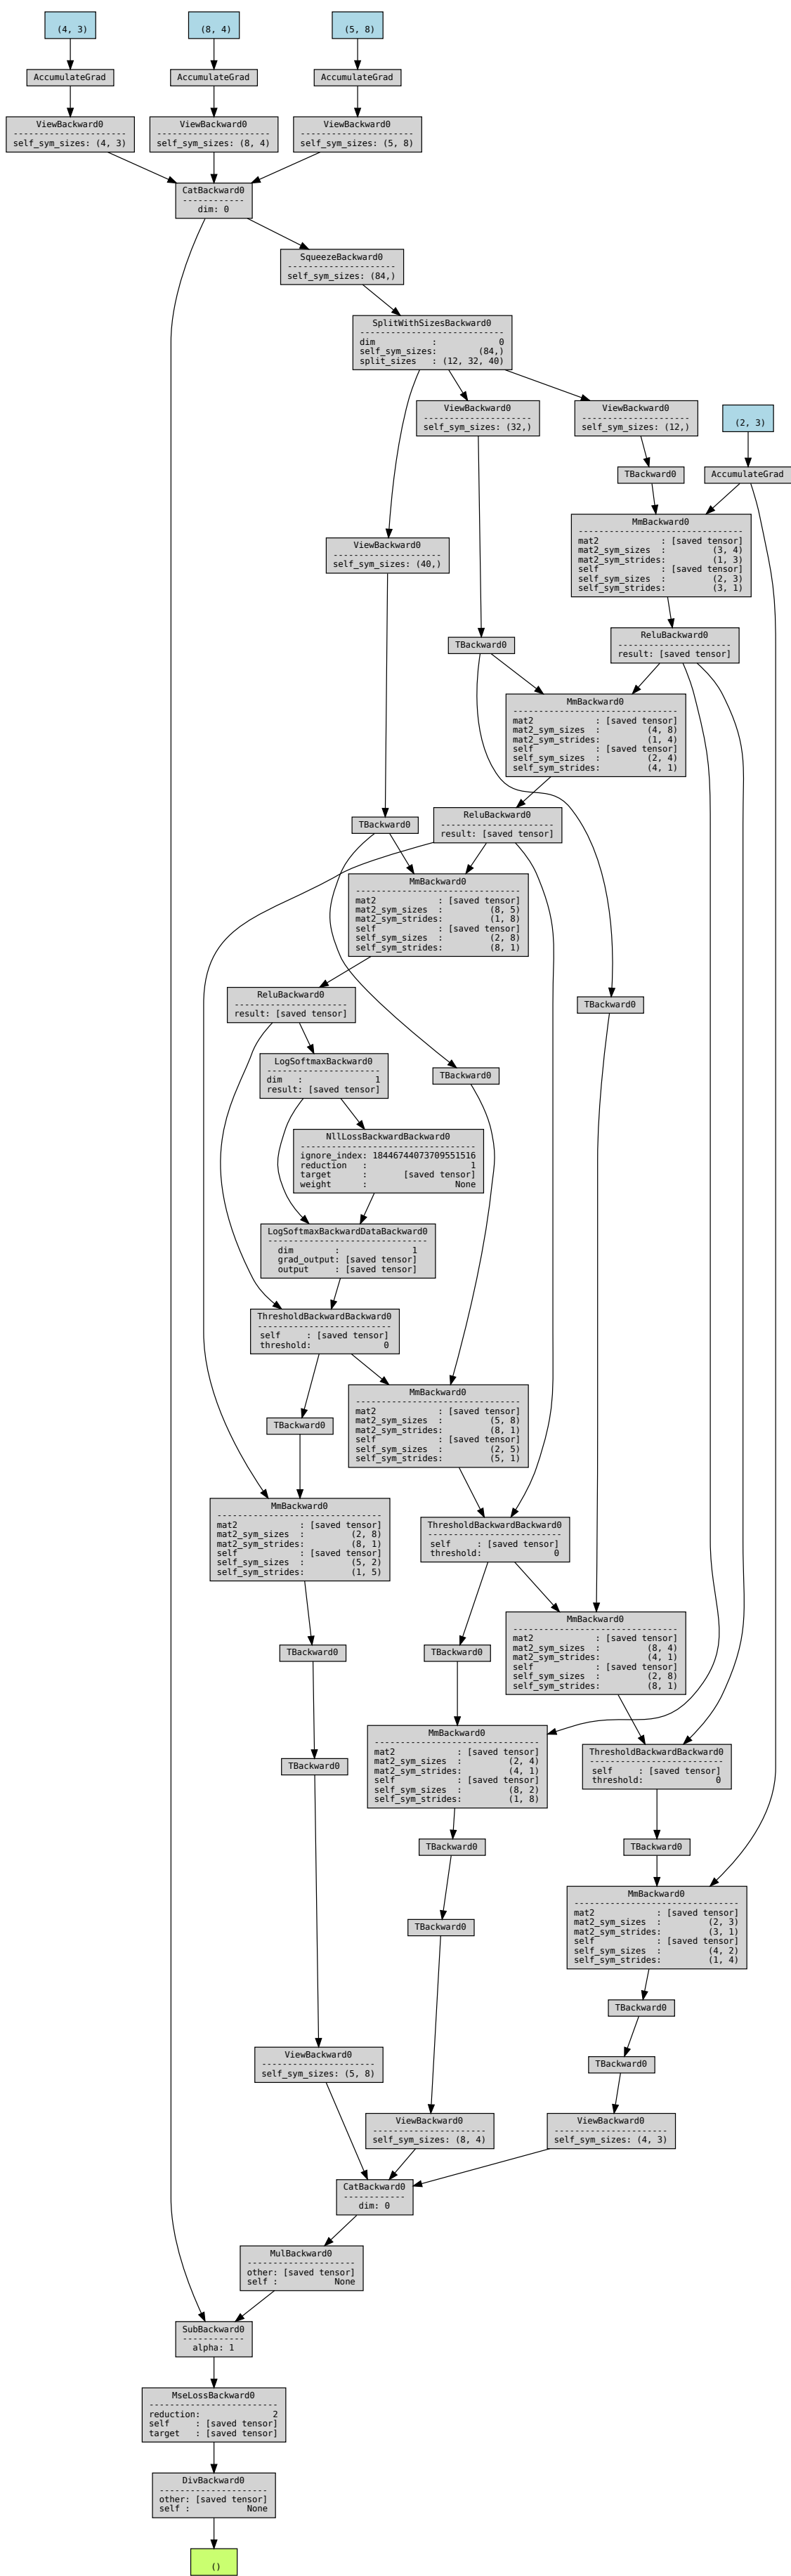 (4, 3)
(8, 4)
(5, 8)
AccumulateGrad
AccumulateGrad
AccumulateGrad
ViewBackward0
----------------------
self_sym_sizes: (4, 3)
ViewBackward0
----------------------
self_sym_sizes: (8, 4)
ViewBackward0
----------------------
self_sym_sizes: (5, 8)
CatBackward0
------------
dim: 0
SqueezeBackward0
---------------------
self_sym_sizes: (84,)
SplitWithSizesBackward0
----------------------------
dim           :            0
self_sym_sizes:        (84,)
split_sizes   : (12, 32, 40)
ViewBackward0
---------------------
self_sym_sizes: (32,)
ViewBackward0
---------------------
self_sym_sizes: (12,)
(2, 3)
TBackward0
AccumulateGrad
MmBackward0
--------------------------------
mat2            : [saved tensor]
mat2_sym_sizes  :         (3, 4)
mat2_sym_strides:         (1, 3)
self            : [saved tensor]
self_sym_sizes  :         (2, 3)
self_sym_strides:         (3, 1)
ViewBackward0
---------------------
self_sym_sizes: (40,)
TBackward0
ReluBackward0
----------------------
result: [saved tensor]
MmBackward0
--------------------------------
mat2            : [saved tensor]
mat2_sym_sizes  :         (4, 8)
mat2_sym_strides:         (1, 4)
self            : [saved tensor]
self_sym_sizes  :         (2, 4)
self_sym_strides:         (4, 1)
TBackward0
ReluBackward0
----------------------
result: [saved tensor]
MmBackward0
--------------------------------
mat2            : [saved tensor]
mat2_sym_sizes  :         (8, 5)
mat2_sym_strides:         (1, 8)
self            : [saved tensor]
self_sym_sizes  :         (2, 8)
self_sym_strides:         (8, 1)
ReluBackward0
----------------------
result: [saved tensor]
TBackward0
LogSoftmaxBackward0
----------------------
dim   :              1
result: [saved tensor]
TBackward0
NllLossBackwardBackward0
----------------------------------
ignore_index: 18446744073709551516
reduction   :                    1
target      :       [saved tensor]
weight      :                 None
LogSoftmaxBackwardDataBackward0
-------------------------------
dim        :              1
grad_output: [saved tensor]
output     : [saved tensor]
ThresholdBackwardBackward0
--------------------------
self     : [saved tensor]
threshold:              0
MmBackward0
--------------------------------
mat2            : [saved tensor]
mat2_sym_sizes  :         (5, 8)
mat2_sym_strides:         (8, 1)
self            : [saved tensor]
self_sym_sizes  :         (2, 5)
self_sym_strides:         (5, 1)
TBackward0
MmBackward0
--------------------------------
mat2            : [saved tensor]
mat2_sym_sizes  :         (2, 8)
mat2_sym_strides:         (8, 1)
self            : [saved tensor]
self_sym_sizes  :         (5, 2)
self_sym_strides:         (1, 5)
ThresholdBackwardBackward0
--------------------------
self     : [saved tensor]
threshold:              0
MmBackward0
--------------------------------
mat2            : [saved tensor]
mat2_sym_sizes  :         (8, 4)
mat2_sym_strides:         (4, 1)
self            : [saved tensor]
self_sym_sizes  :         (2, 8)
self_sym_strides:         (8, 1)
TBackward0
TBackward0
MmBackward0
--------------------------------
mat2            : [saved tensor]
mat2_sym_sizes  :         (2, 4)
mat2_sym_strides:         (4, 1)
self            : [saved tensor]
self_sym_sizes  :         (8, 2)
self_sym_strides:         (1, 8)
ThresholdBackwardBackward0
--------------------------
self     : [saved tensor]
threshold:              0
TBackward0
TBackward0
TBackward0
MmBackward0
--------------------------------
mat2            : [saved tensor]
mat2_sym_sizes  :         (2, 3)
mat2_sym_strides:         (3, 1)
self            : [saved tensor]
self_sym_sizes  :         (4, 2)
self_sym_strides:         (1, 4)
TBackward0
TBackward0
TBackward0
ViewBackward0
----------------------
self_sym_sizes: (5, 8)
ViewBackward0
----------------------
self_sym_sizes: (8, 4)
ViewBackward0
----------------------
self_sym_sizes: (4, 3)
CatBackward0
------------
dim: 0
MulBackward0
---------------------
other: [saved tensor]
self :           None
SubBackward0
------------
alpha: 1
MseLossBackward0
-------------------------
reduction:              2
self     : [saved tensor]
target   : [saved tensor]
DivBackward0
---------------------
other: [saved tensor]
self :           None
()